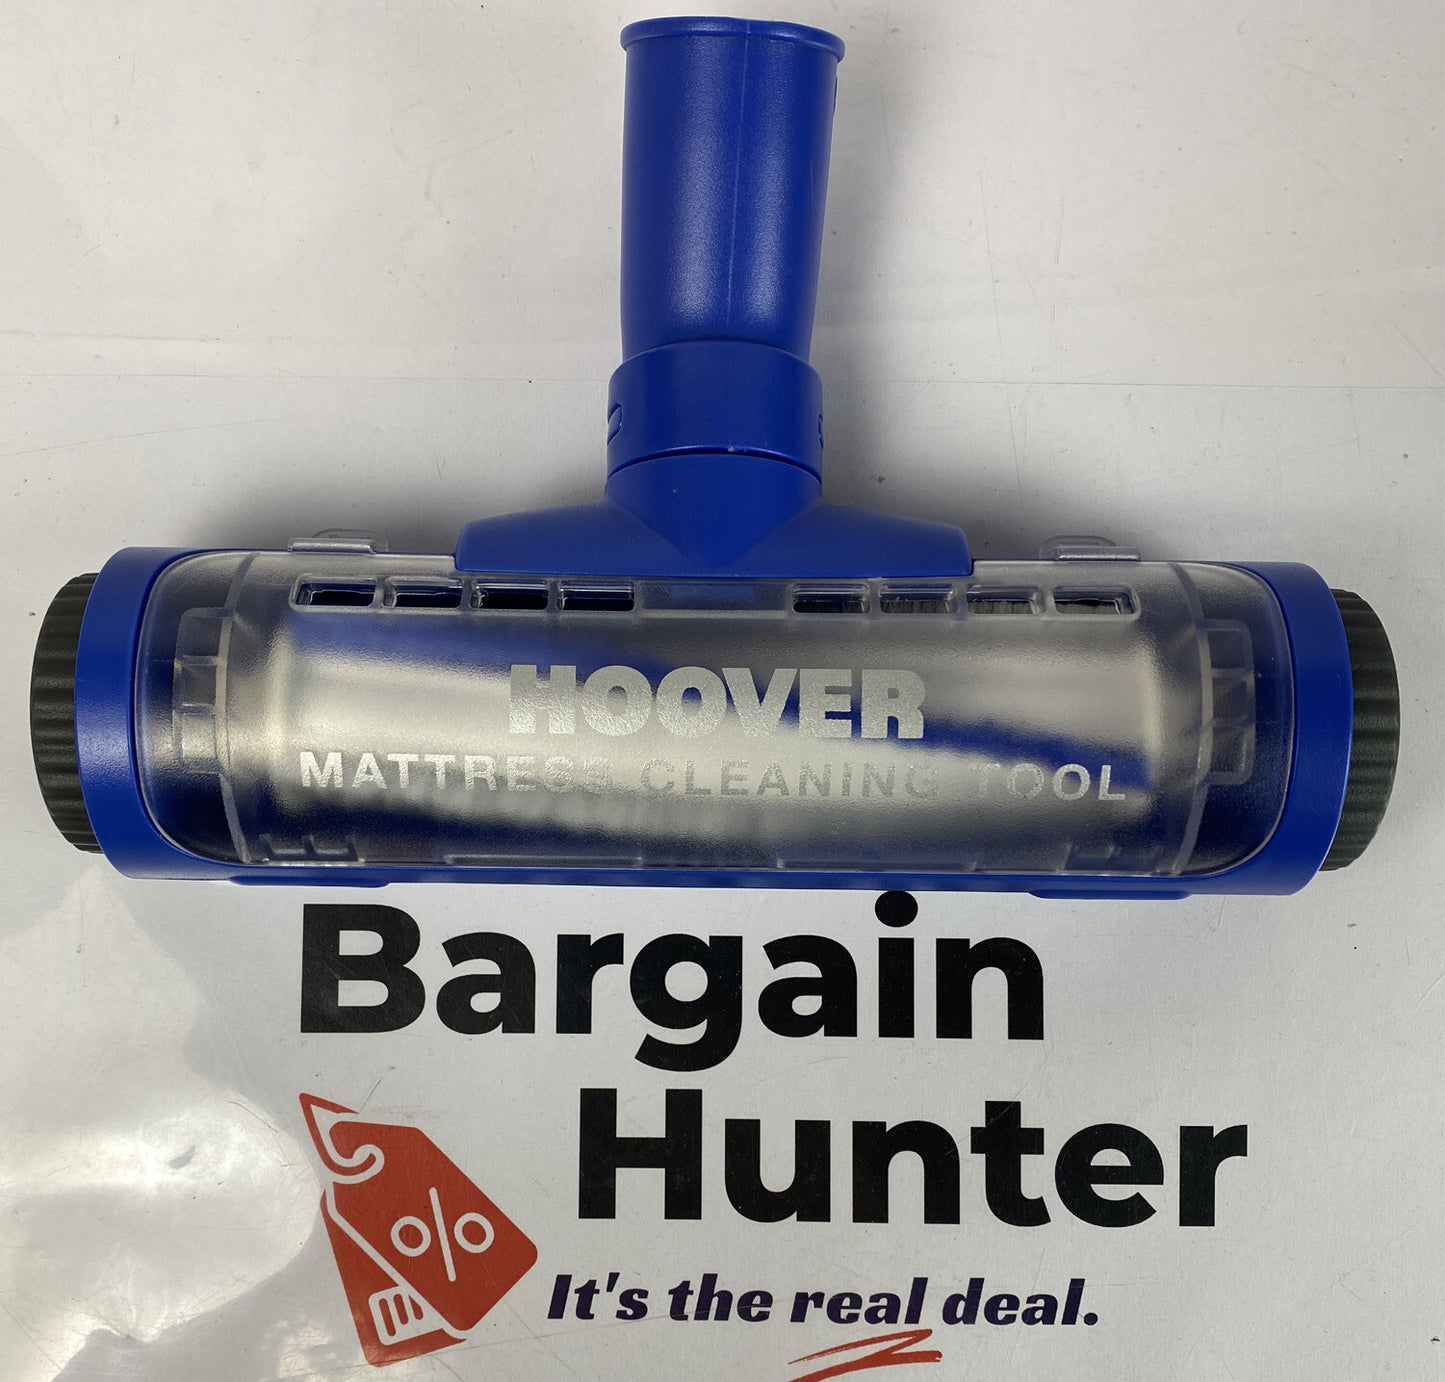 HOOVER
MATTRESS CLEANING TOOL
Bargain
Hunter
%
It's the real deal.